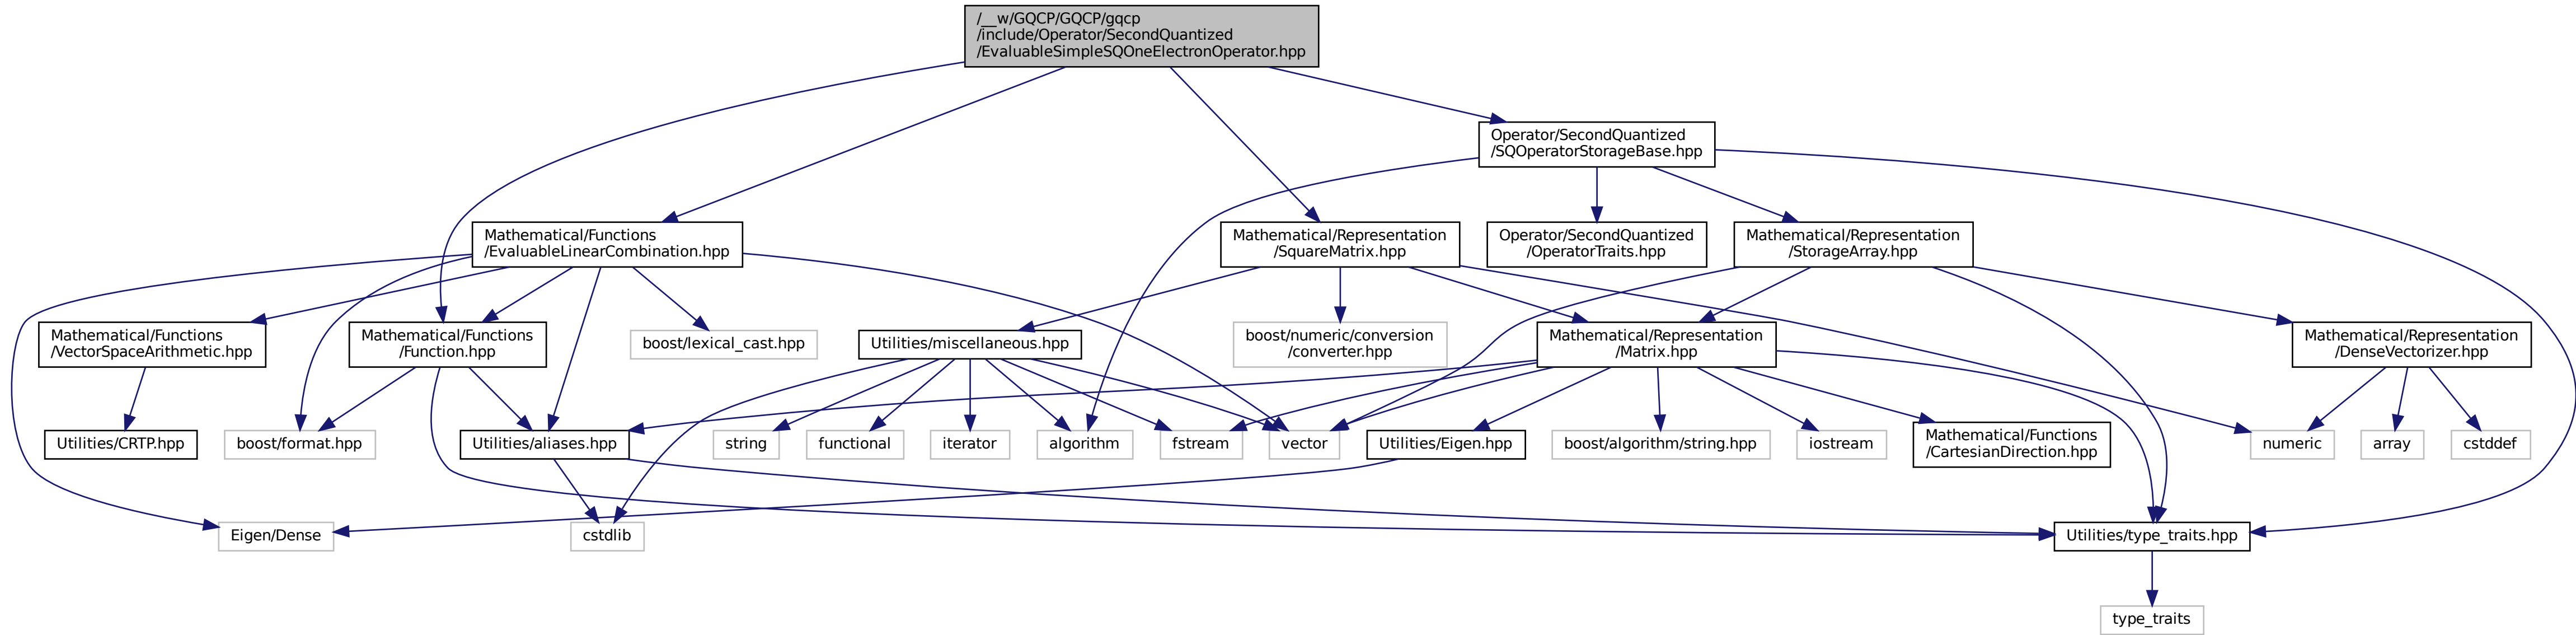 /__w/GQCP/GQCP/gqcp
/include/Operator/SecondQuantized
/EvaluableSimpleSQOneElectronOperator.hpp
Operator/SecondQuantized
/SQOperatorStorageBase.hpp
Mathematical/Functions
/EvaluableLinearCombination.hpp
Mathematical/Representation
/SquareMatrix.hpp
Operator/SecondQuantized
/OperatorTraits.hpp
Mathematical/Representation
/StorageArray.hpp
Mathematical/Functions
/VectorSpaceArithmetic.hpp
Mathematical/Functions
/Function.hpp
boost/lexical_cast.hpp
Utilities/miscellaneous.hpp
boost/numeric/conversion
/converter.hpp
Mathematical/Representation
/Matrix.hpp
Mathematical/Representation
/DenseVectorizer.hpp
Utilities/CRTP.hpp
boost/format.hpp
Utilities/aliases.hpp
string
functional
iterator
algorithm
fstream
vector
Utilities/Eigen.hpp
boost/algorithm/string.hpp
iostream
Mathematical/Functions
/CartesianDirection.hpp
numeric
array
cstddef
Eigen/Dense
cstdlib
Utilities/type_traits.hpp
type_traits